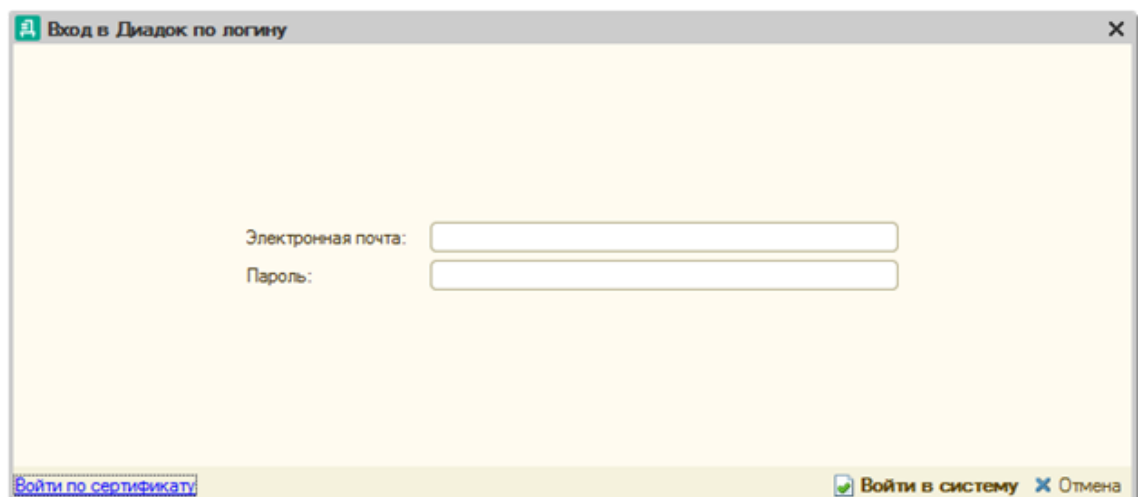 Вход в Диадок по логину
Электронная почта:
Пароль:
Войти по сертификату Войти в систему Отмена